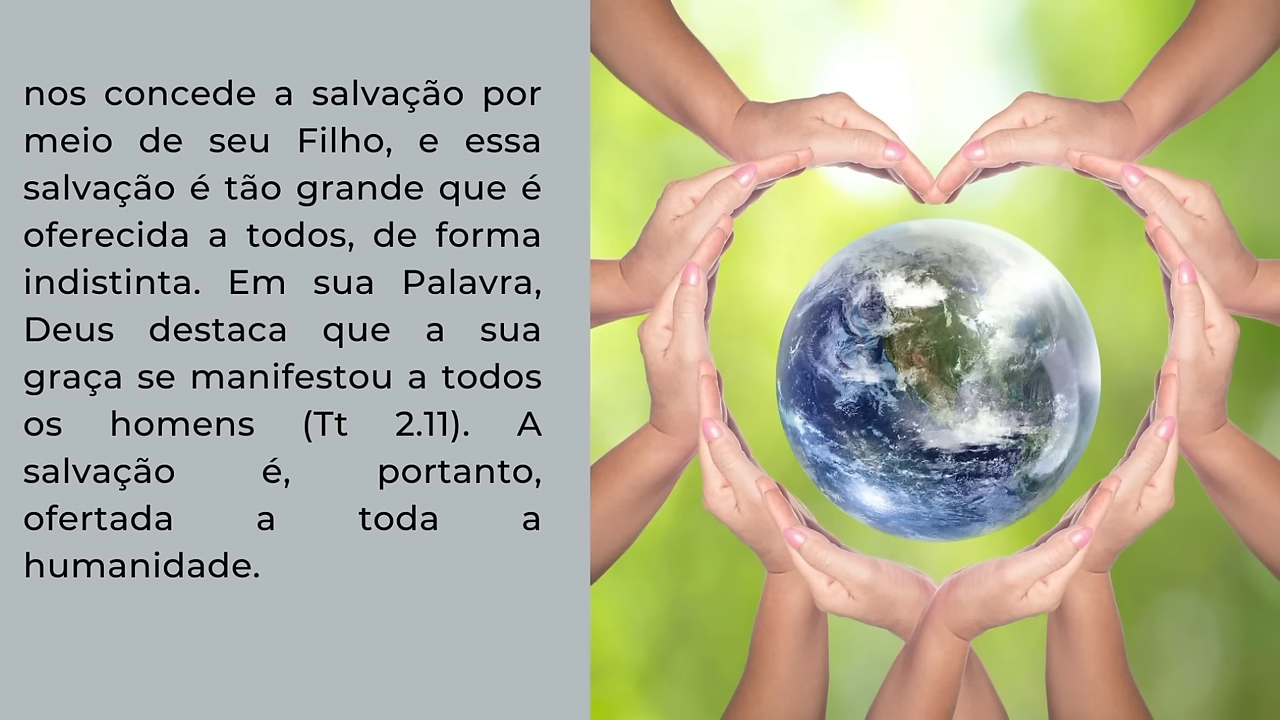 nos concede a salvação por
meio de seu Filho, e essa
salvação é tão grande que é
oferecida a todos, de forma
indistinta. Em sua Palavra,
Deus destaca que a sua
graça se manifestou a todos
os homens (Tt 2.11). A
salvação é, portanto,
ofertada a toda a
humanidade.